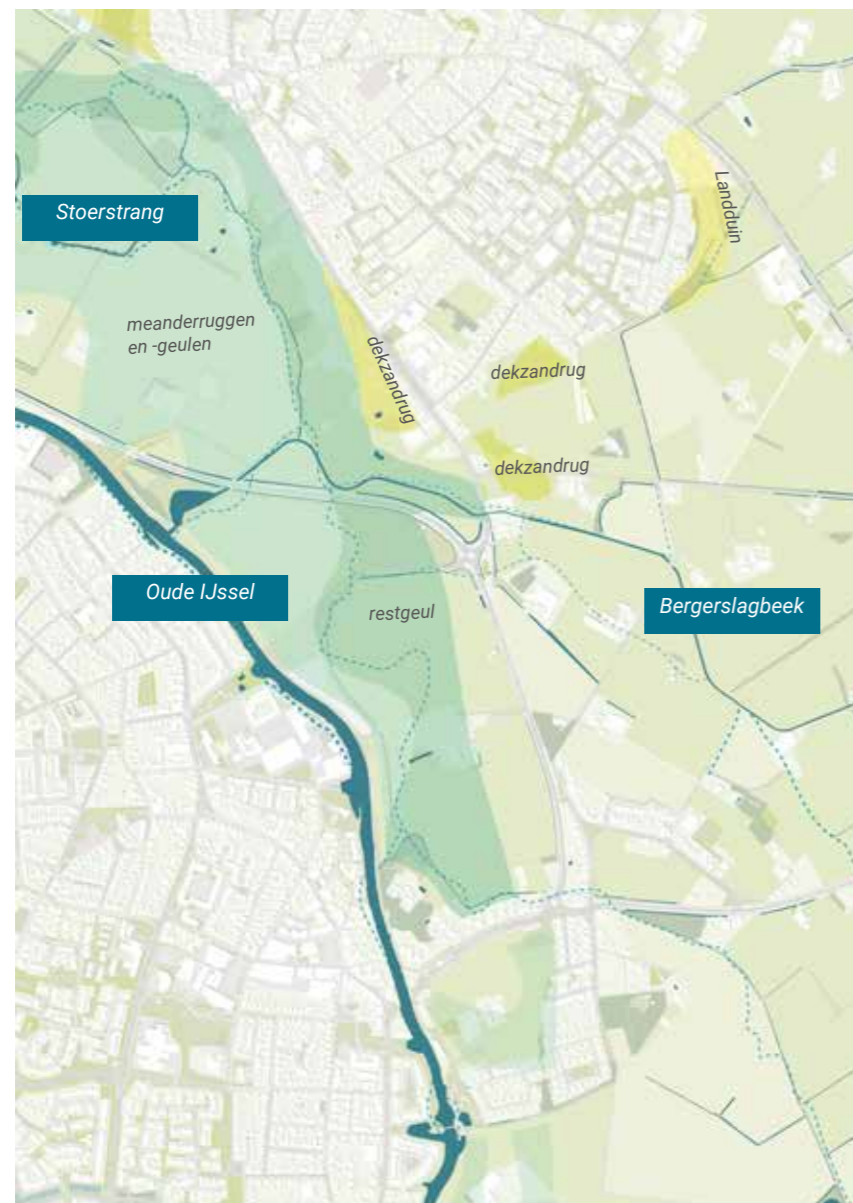 Stoerstrang
Landduin
meanderruggen
en -geulen
dekzandrug
dekzandrug
dekzandrug
Oude IJssel
restgeul
Bergerslagbeek